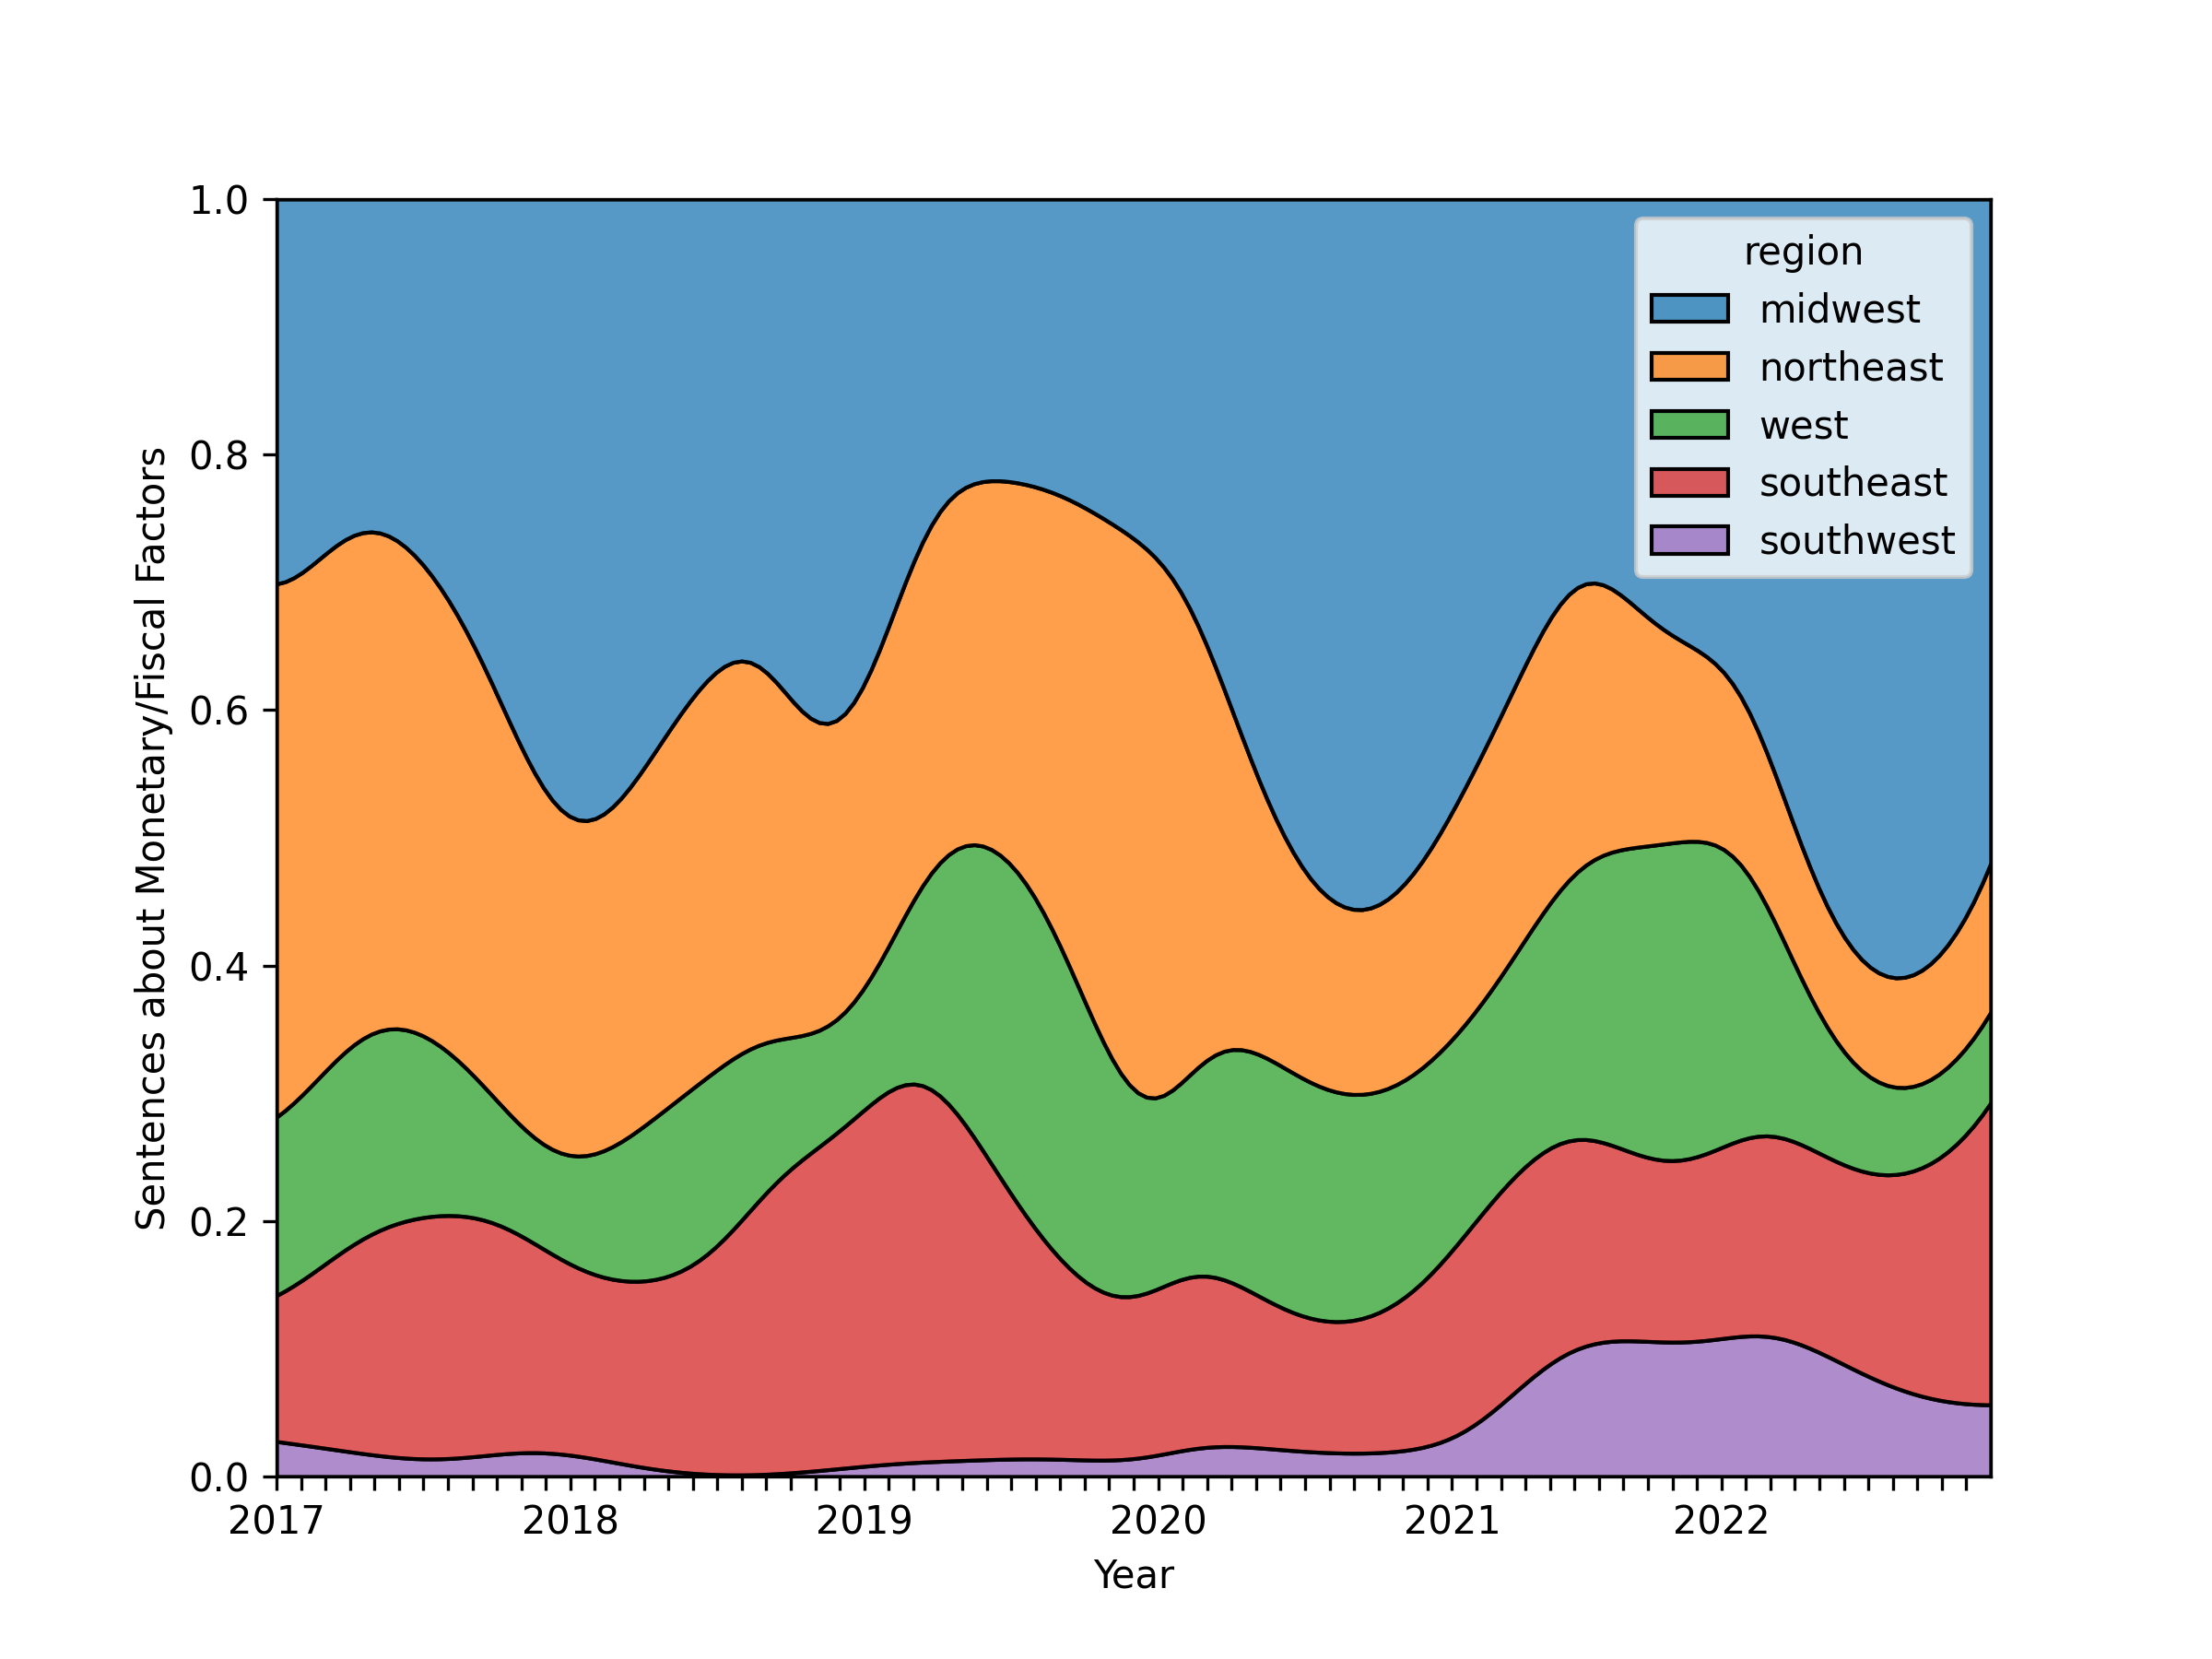 1.0
0.8
0.6
0.4
0.2
0.0
Sentences about Monetary/Fiscal Factors
region
midwest
northeast
west
southeast
southwest
2017 2018 2019 2020 2021 2022
Year